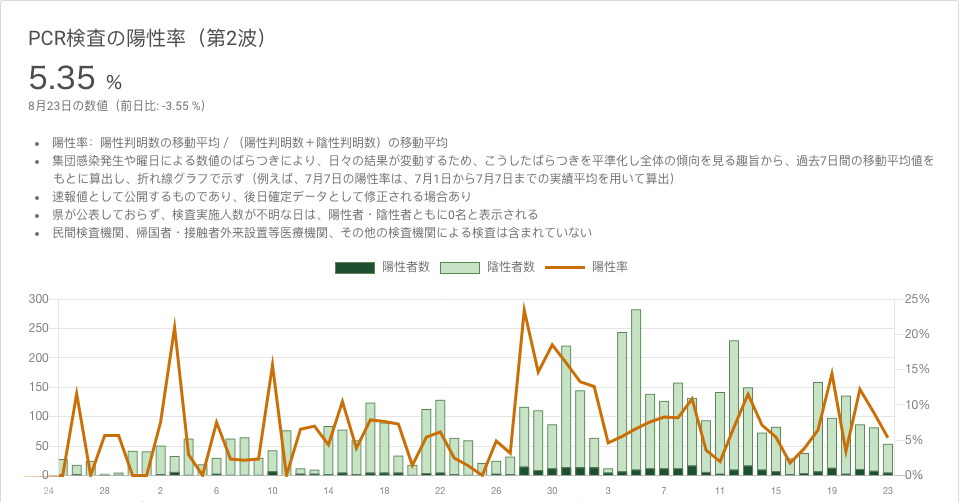 PCR検査の陽性率（第2波）
5.35 %
8月23日の数値（前日比: -3.55 %）
• 陽性率：陽性判明数の移動平均 / （陽性判明数＋陰性判明数）の移動平均
• 集団感染発生や曜日による数値のばらつきにより、日々の結果が変動するため、こうしたばらつきを平準化し全体の傾向を見る趣旨から、過去7日間の移動平均値を
もとに算出し、折れ線グラフで示す（例えば、7月7日の陽性率は、7月1日から7月7日までの実績平均を用いて算出）
• 速報値として公開するものであり、後日確定データとして修正される場合あり
• 県が公表しておらず、検査実施人数が不明な日は、陽性者・陰性者ともに0名と表示される
• 民間検査機関、帰国者・接触者外来設置等医療機関、その他の検査機関による検査は含まれていない
陽性者数 陰性者数 陽性率
300 25%
250 20%
200 15%
150 10%
100 5%
50 0%
0
24 28 2 6 10 14 18 22 26 30 3 7 11 15 19 23